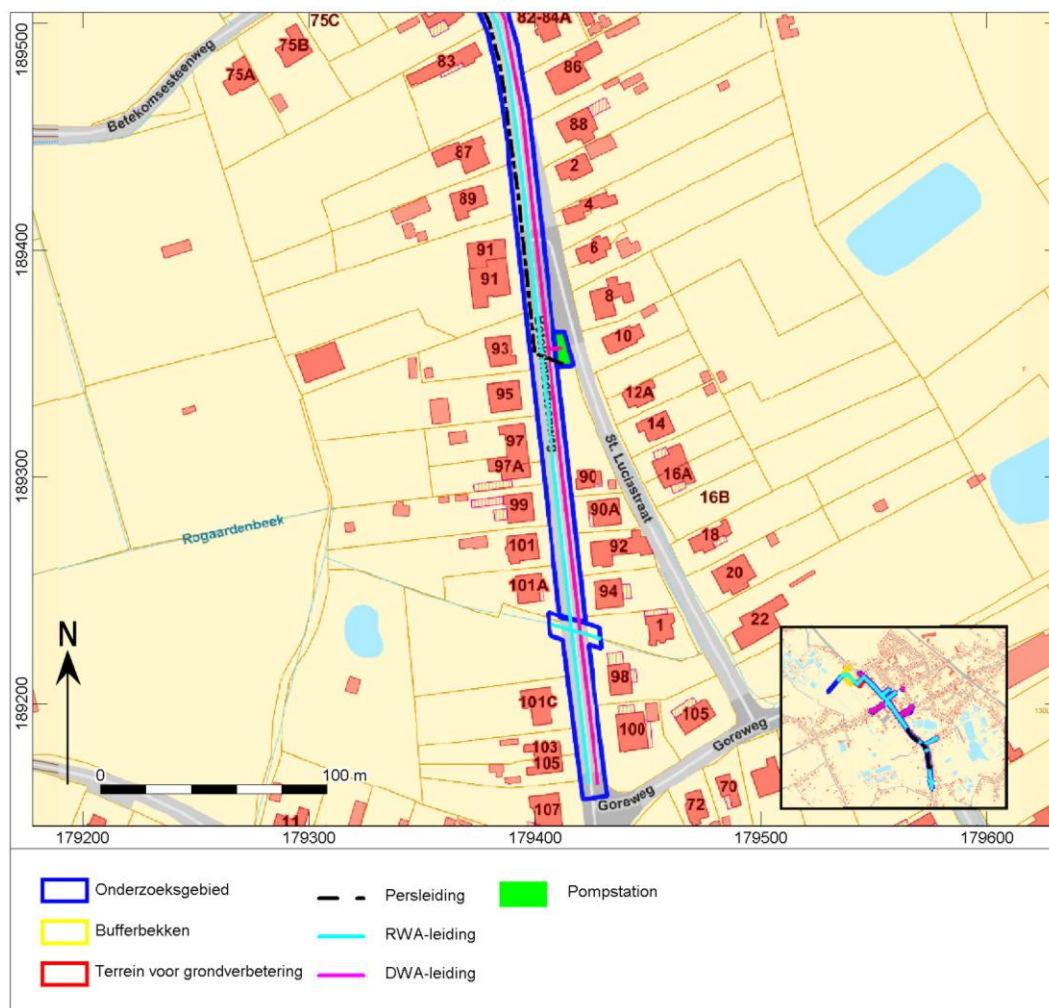 82-84A
75C
75B
75A
83
86
Betekomsesteenweg
88
87
2
89
4
91
6
91
8
93
10
95
12A
14
97
97A
16A
90
St. Luciastraat
16B
99
90A
Rogaardenbeek
101
92
18
101A
94
20
1
22
98
101C
105
100
Goreweg
103
105
Goreweg
107
72
70
11
N
0 100 m
189500
189400
189300
189200
179200 179300 179400 179500 179600
Onderzoeksgebied
Bufferbekken
Terrein voor grondverbetering
Persleiding
RWA-leiding
DWA-leiding
Pompstation